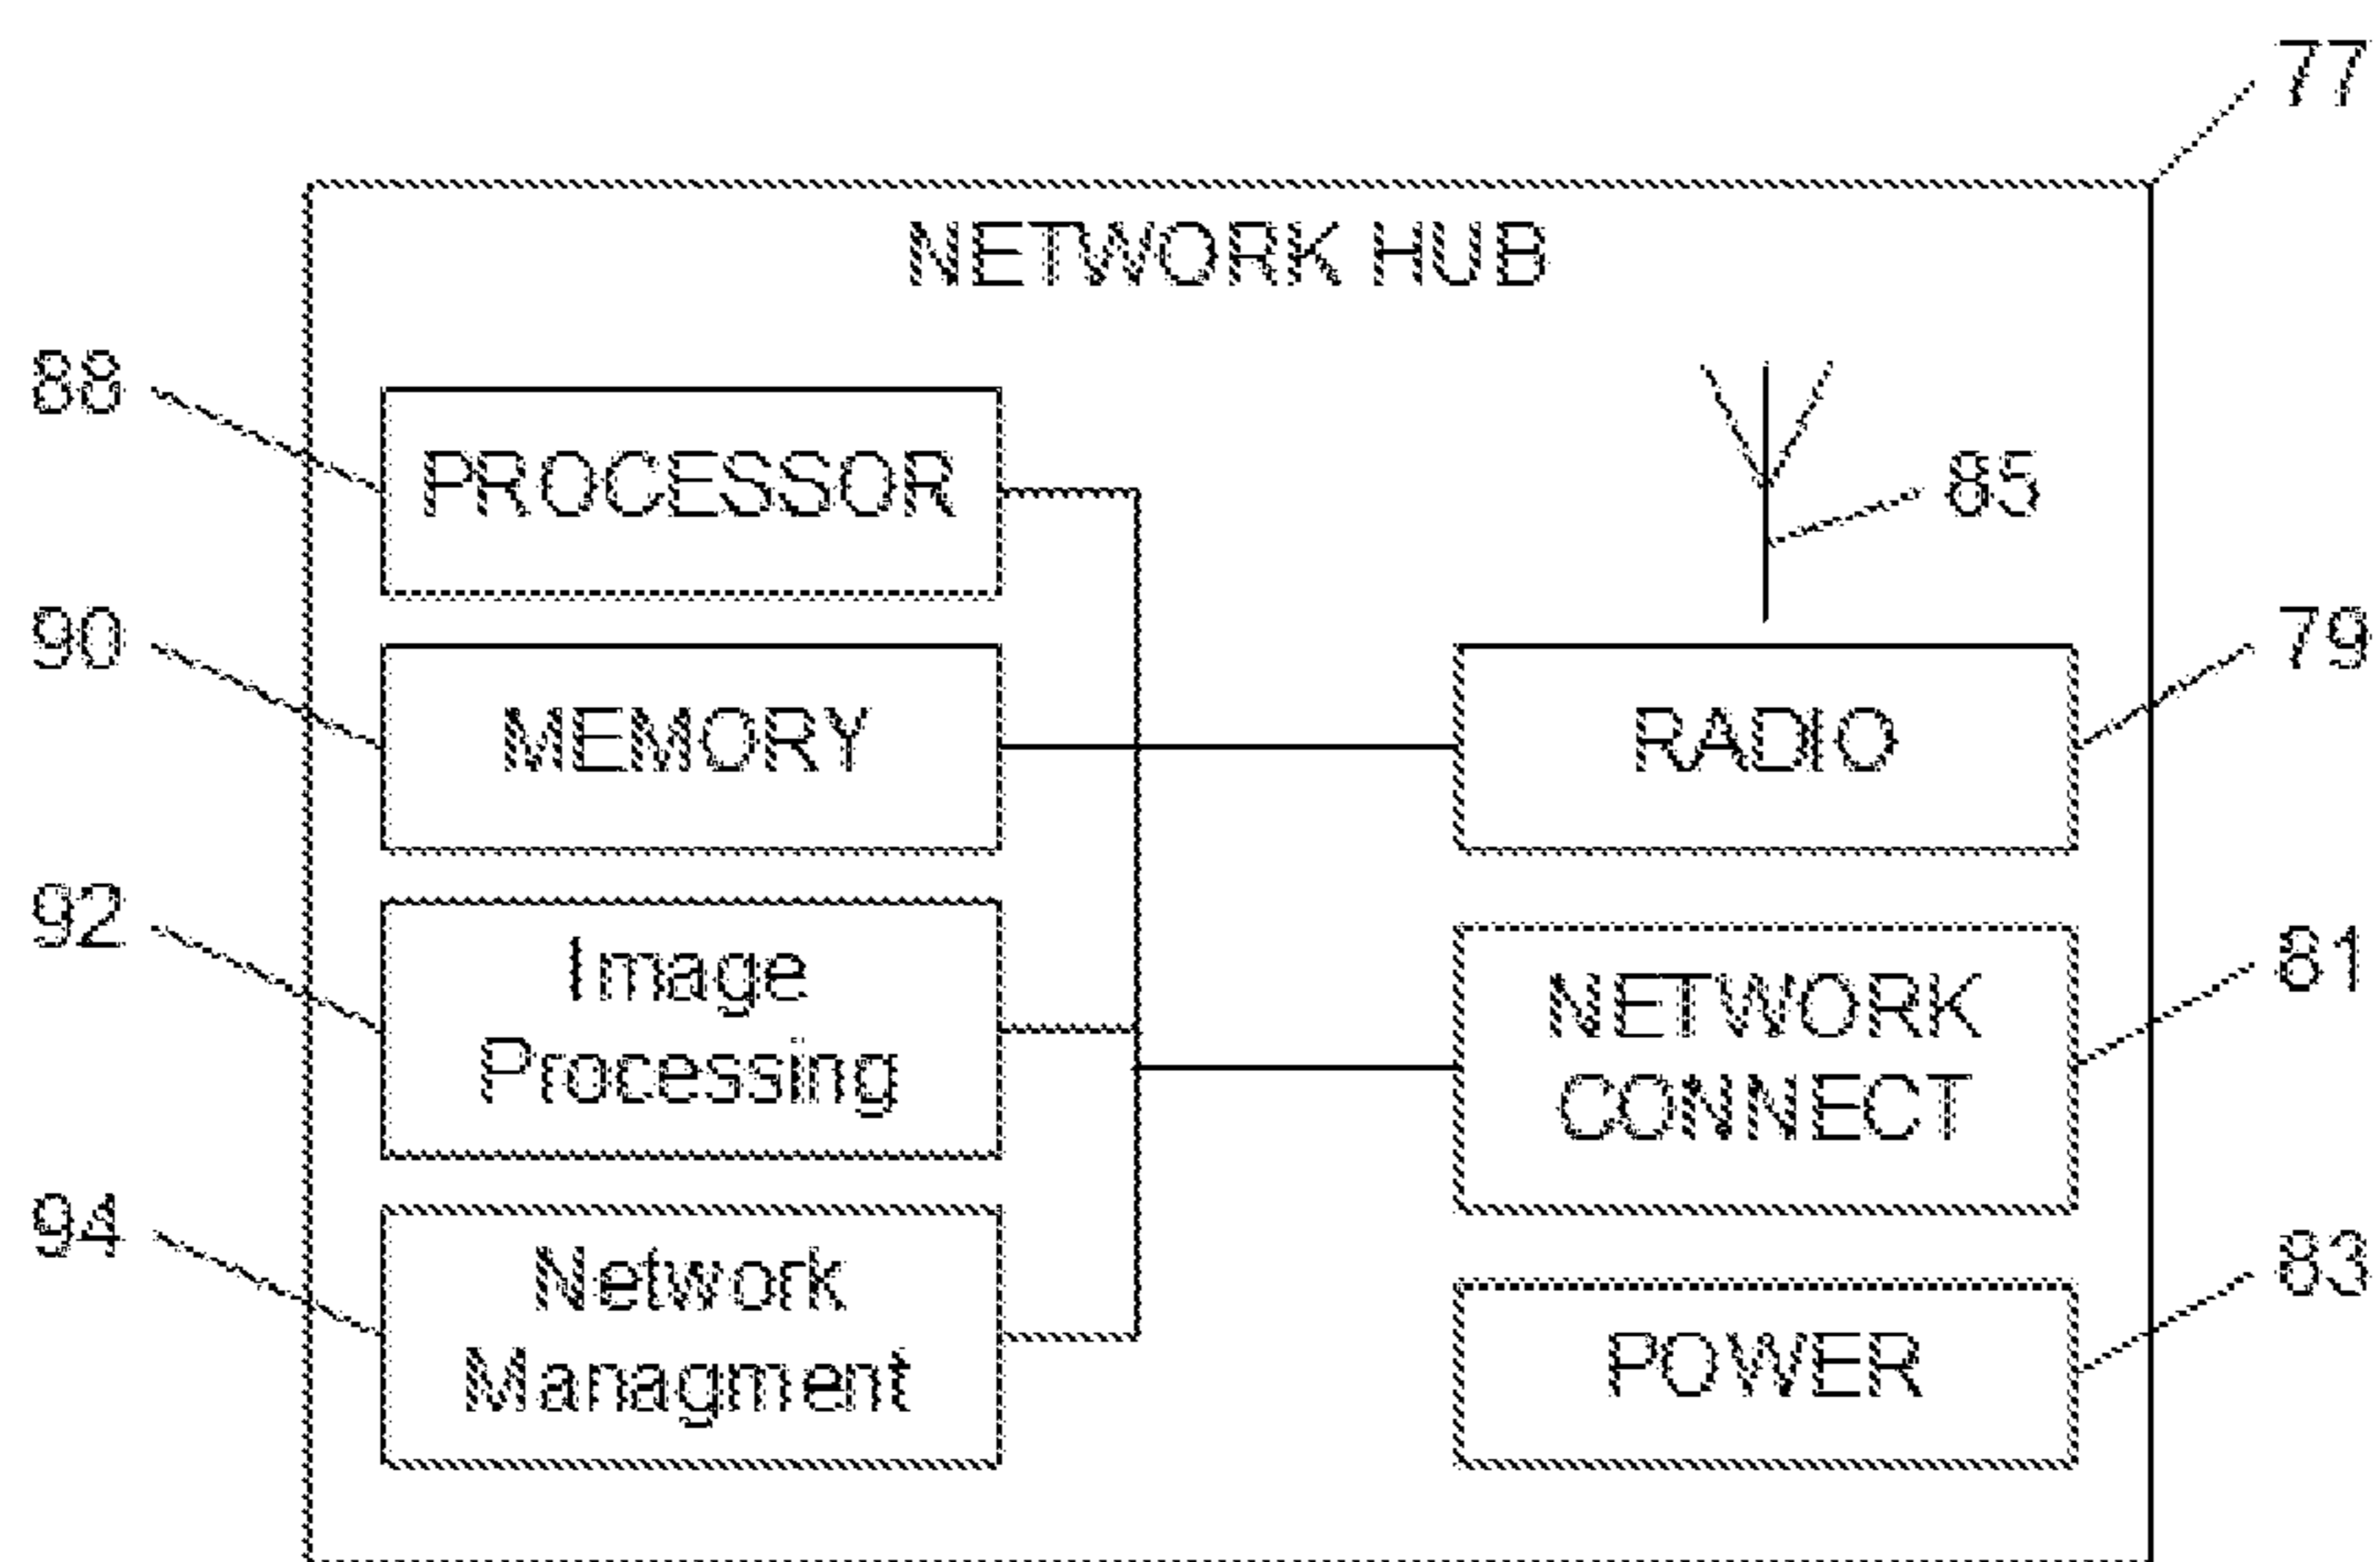 77
NETWORK HUB
88
PROCESSOR
85
90
MEMORY
79
RADIO
92
Image
Processing
81
NETWORK
CONNECT
94
Network
Managment
83
POWER